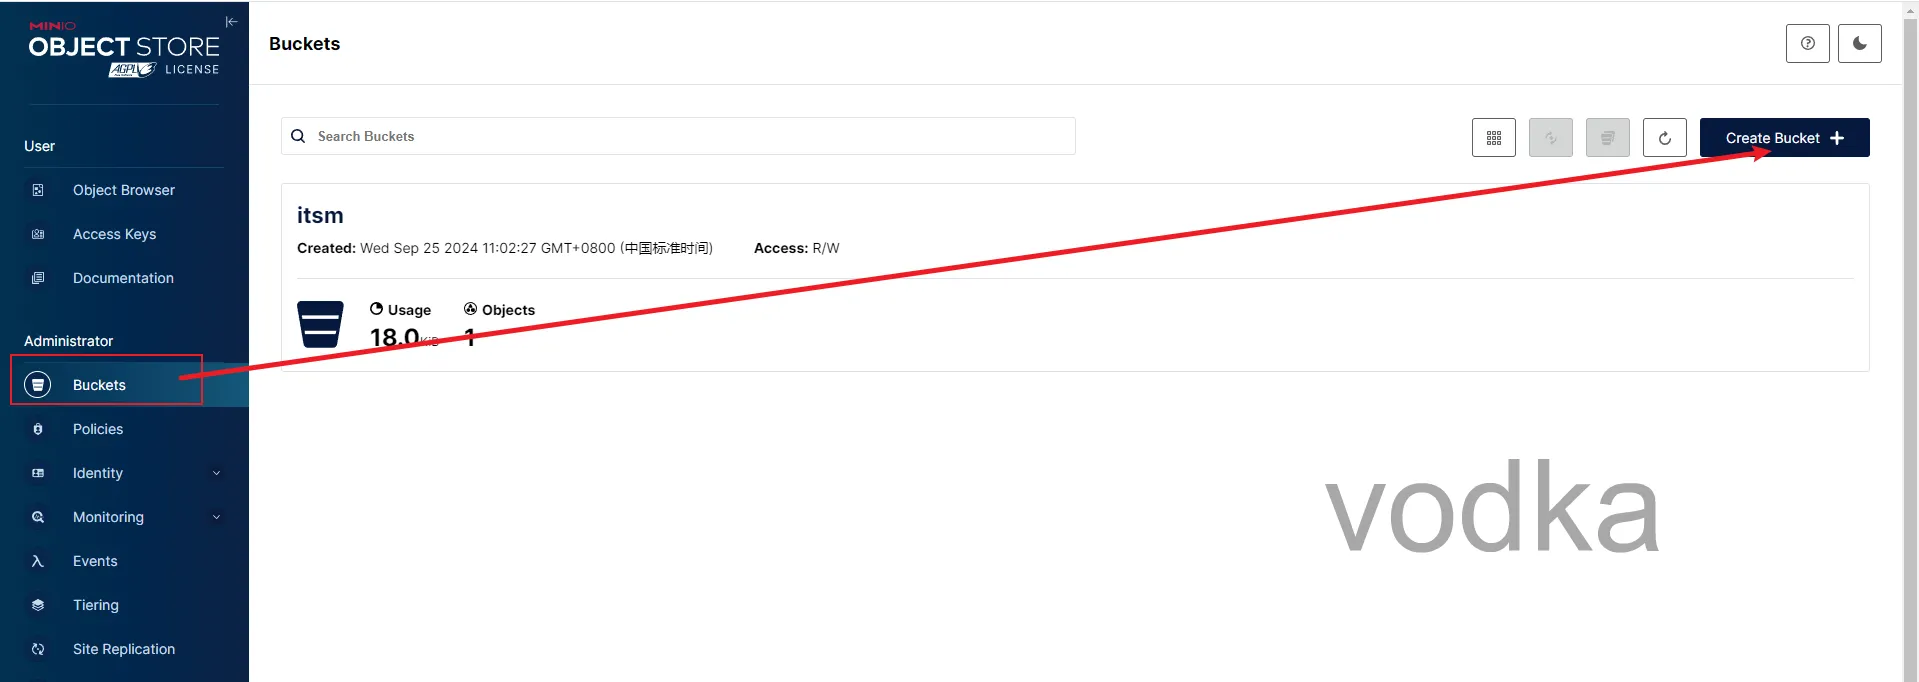 MINIO
OBJECT STORE
AGPLv3 LICENSE
User
Object Browser
Access Keys
Documentation
Administrator
Buckets
Policies
Identity
Monitoring
Events
Tiering
Site Replication
Buckets
Search Buckets
Create Bucket
itsm
Created: Wed Sep 25 2024 11:02:27 GMT+0800 (中国标准时间) Access: R/W
Usage Objects
18.0 KiB 1
vodka